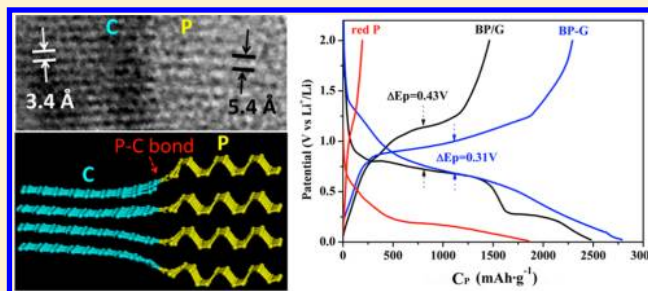 C
P
3.4 Å
5.4 Å
P-C bond
C
P
red P
BP/G
BP-G
ΔEp=0.43V
ΔEp=0.31V
Potential (V vs Li+/Li)
2.0
1.5
1.0
0.5
0.0
0
500
1000
1500
2000
2500
300
CP (mAh·g-1)